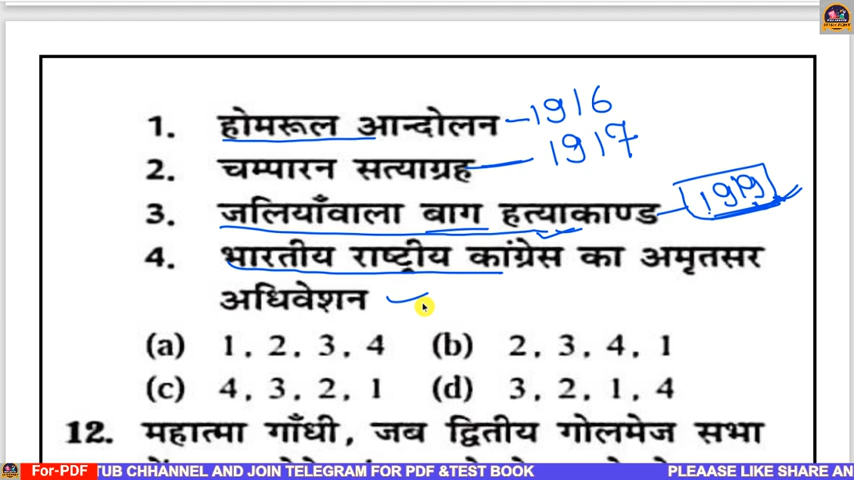 1. होमरूल आन्दोलन - 1916
2. चम्पारन सत्याग्रह - 1917
3. जलियाँवाला बाग हत्याकाण्ड - 1919
4. भारतीय राष्ट्रीय कांग्रेस का अमृतसर
अधिवेशन
(a) 1, 2, 3, 4 (b) 2, 3, 4, 1
(c) 4, 3, 2, 1 (d) 3, 2, 1, 4
12. महात्मा गाँधी, जब द्वितीय गोलमेज सभा
For-PDF TUB CHHANNEL AND JOIN TELEGRAM FOR PDF &TEST BOOK PLEAASE LIKE SHARE AN